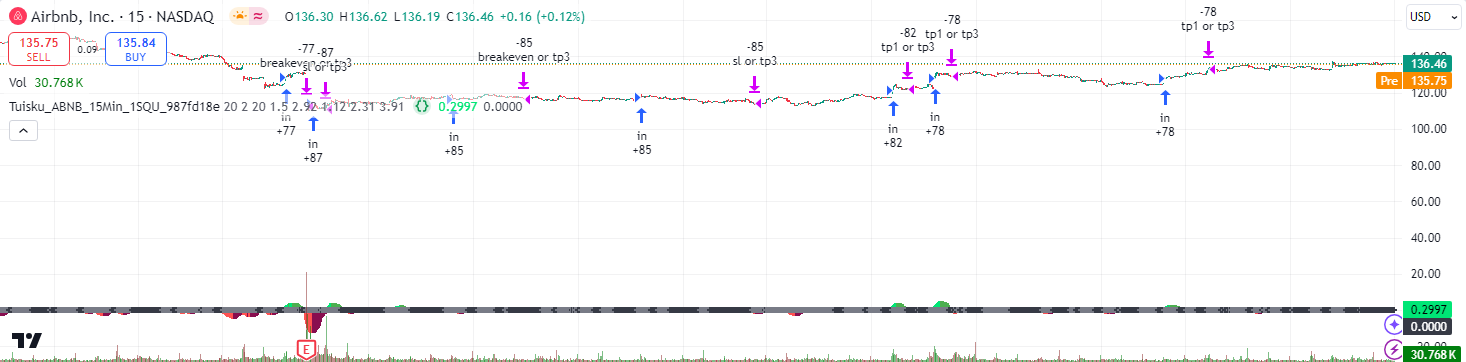 Airbnb, Inc. · 15 · NASDAQ
O136.30 H136.62 L136.19 C136.46 +0.16 (+0.12%)
USD
135.75
SELL
0.09
135.84
BUY
Vol 30.768 K
Tuisku_ABNB_15Min_1SQU_987fd18e 20 2 20 1.5 2.92 1.12 2.31 3.91 {} 0.2997 0.0000
-77
-87
sl or tp3
in
+77
in
+87
in
+85
-85
breakeven or tp3
in
+85
-85
sl or tp3
-82
tp1 or tp3
in
+82
-78
tp1 or tp3
in
+78
in
+78
-78
tp1 or tp3
136.46
Pre 135.75
120.00
100.00
80.00
60.00
40.00
20.00
0.2997
0.0000
30.768 K
E